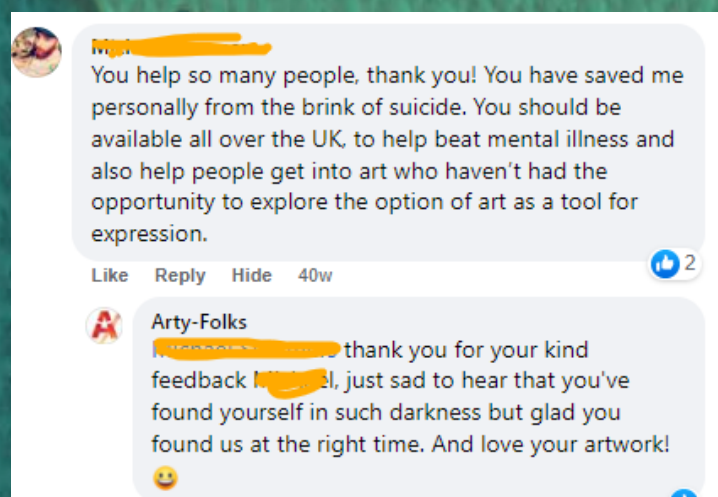 You help so many people, thank you! You have saved me
personally from the brink of suicide. You should be
available all over the UK, to help beat mental illness and
also help people get into art who haven't had the
opportunity to explore the option of art as a tool for
expression.
2
Like Reply Hide 40w
Arty-Folks
thank you for your kind
feedback , just sad to hear that you've
found yourself in such darkness but glad you
found us at the right time. And love your artwork!